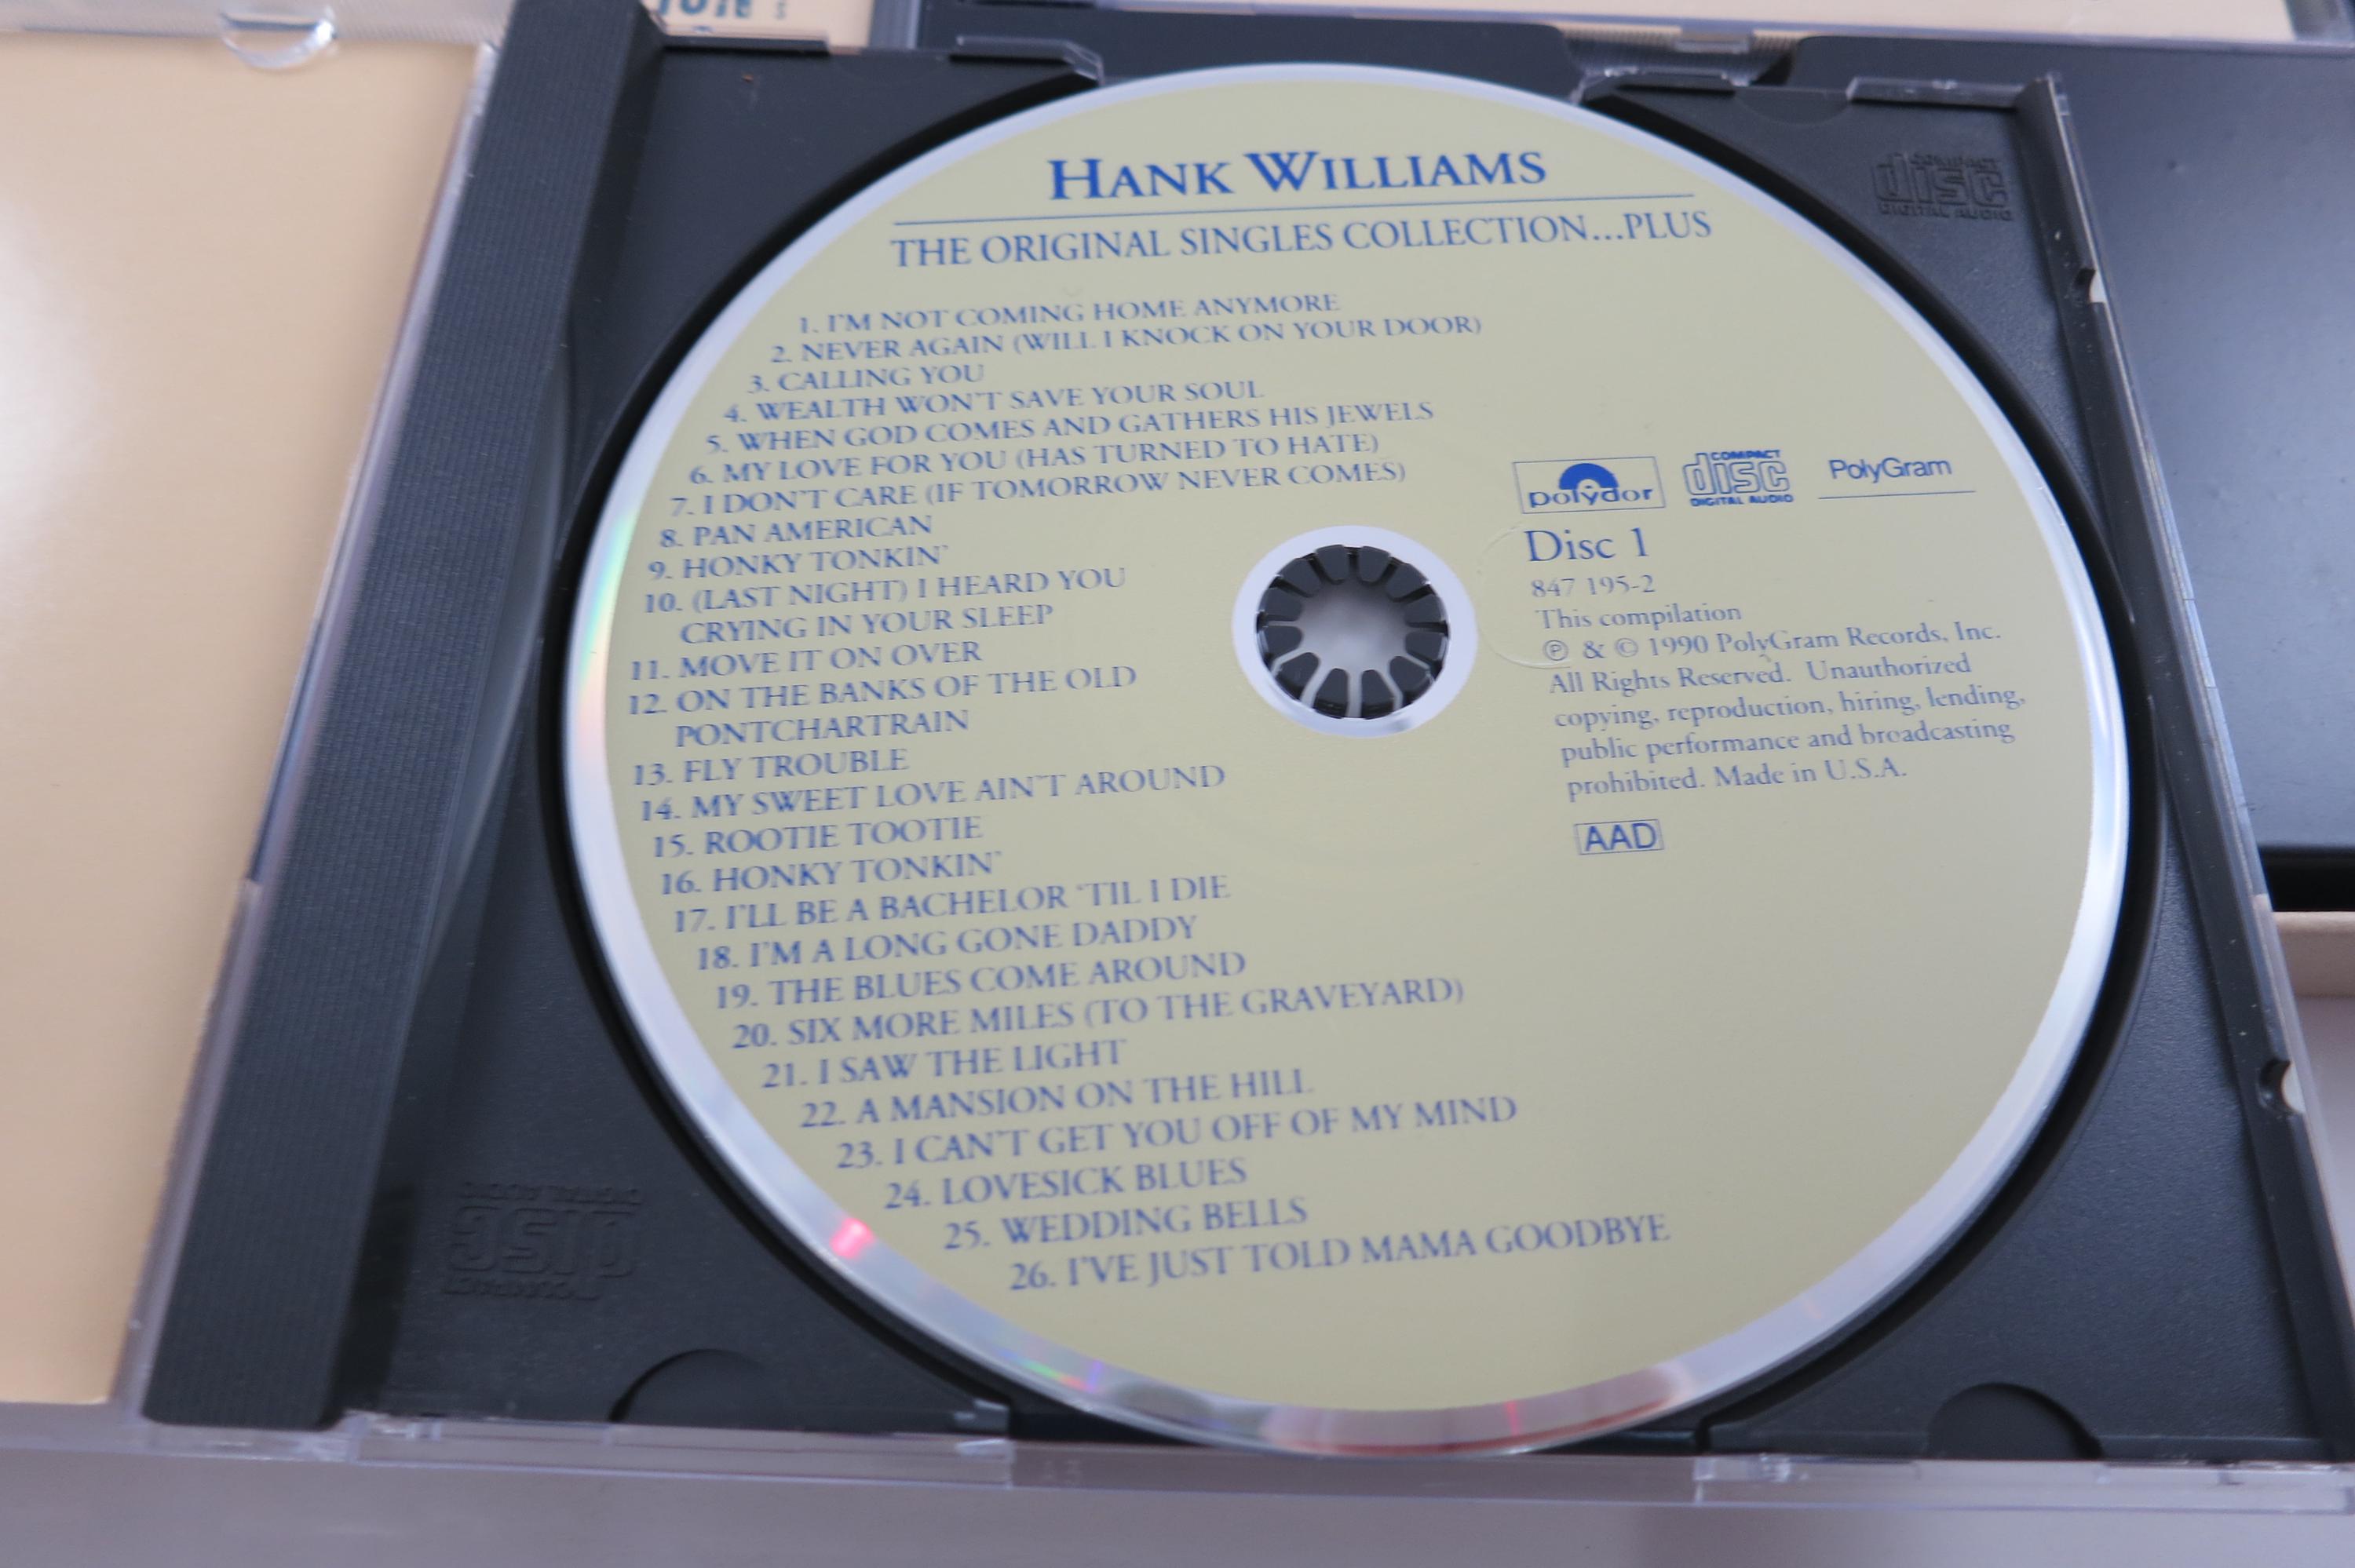 HANK WILLIAMS
THE ORIGINAL SINGLES COLLECTION...PLUS
1. I'M NOT COMING HOME ANYMORE
2. NEVER AGAIN (WILL I KNOCK ON YOUR DOOR)
3. CALLING YOU
4. WEALTH WON'T SAVE YOUR SOUL
5. WHEN GOD COMES AND GATHERS HIS JEWELS
6. MY LOVE FOR YOU (HAS TURNED TO HATE)
7. I DON'T CARE (IF TOMORROW NEVER COMES)
8. PAN AMERICAN
9. HONKY TONKIN'
10. (LAST NIGHT) I HEARD YOU
CRYING IN YOUR SLEEP
11. MOVE IT ON OVER
12. ON THE BANKS OF THE OLD
PONTCHARTRAIN
13. FLY TROUBLE
14. MY SWEET LOVE AIN'T AROUND
15. ROOTIE TOOTIE
16. HONKY TONKIN'
17. I'LL BE A BACHELOR 'TIL I DIE
18. I'M A LONG GONE DADDY
19. THE BLUES COME AROUND
20. SIX MORE MILES (TO THE GRAVEYARD)
21. I SAW THE LIGHT
22. A MANSION ON THE HILL
23. I CAN'T GET YOU OFF OF MY MIND
24. LOVESICK BLUES
25. WEDDING BELLS
26. I'VE JUST TOLD MAMA GOODBYE
polydor
COMPACT
disc
DIGITAL AUDIO
PolyGram
Disc 1
847 195-2
This compilation
℗ & © 1990 PolyGram Records, Inc.
All Rights Reserved. Unauthorized
copying, reproduction, hiring, lending,
public performance and broadcasting
prohibited. Made in U.S.A.
AAD
COMPACT
disc
DIGITAL AUDIO
COMPACT
disc
DIGITAL AUDIO